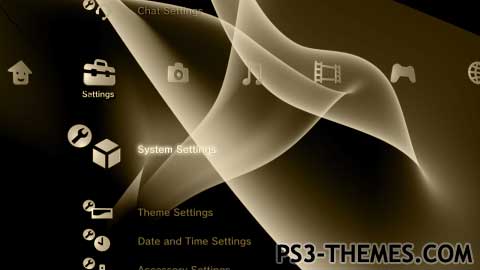 Chat Settings
Settings
System Settings
Theme Settings
Date and Time Settings
Accessory Settings
PS3-THEMES.COM